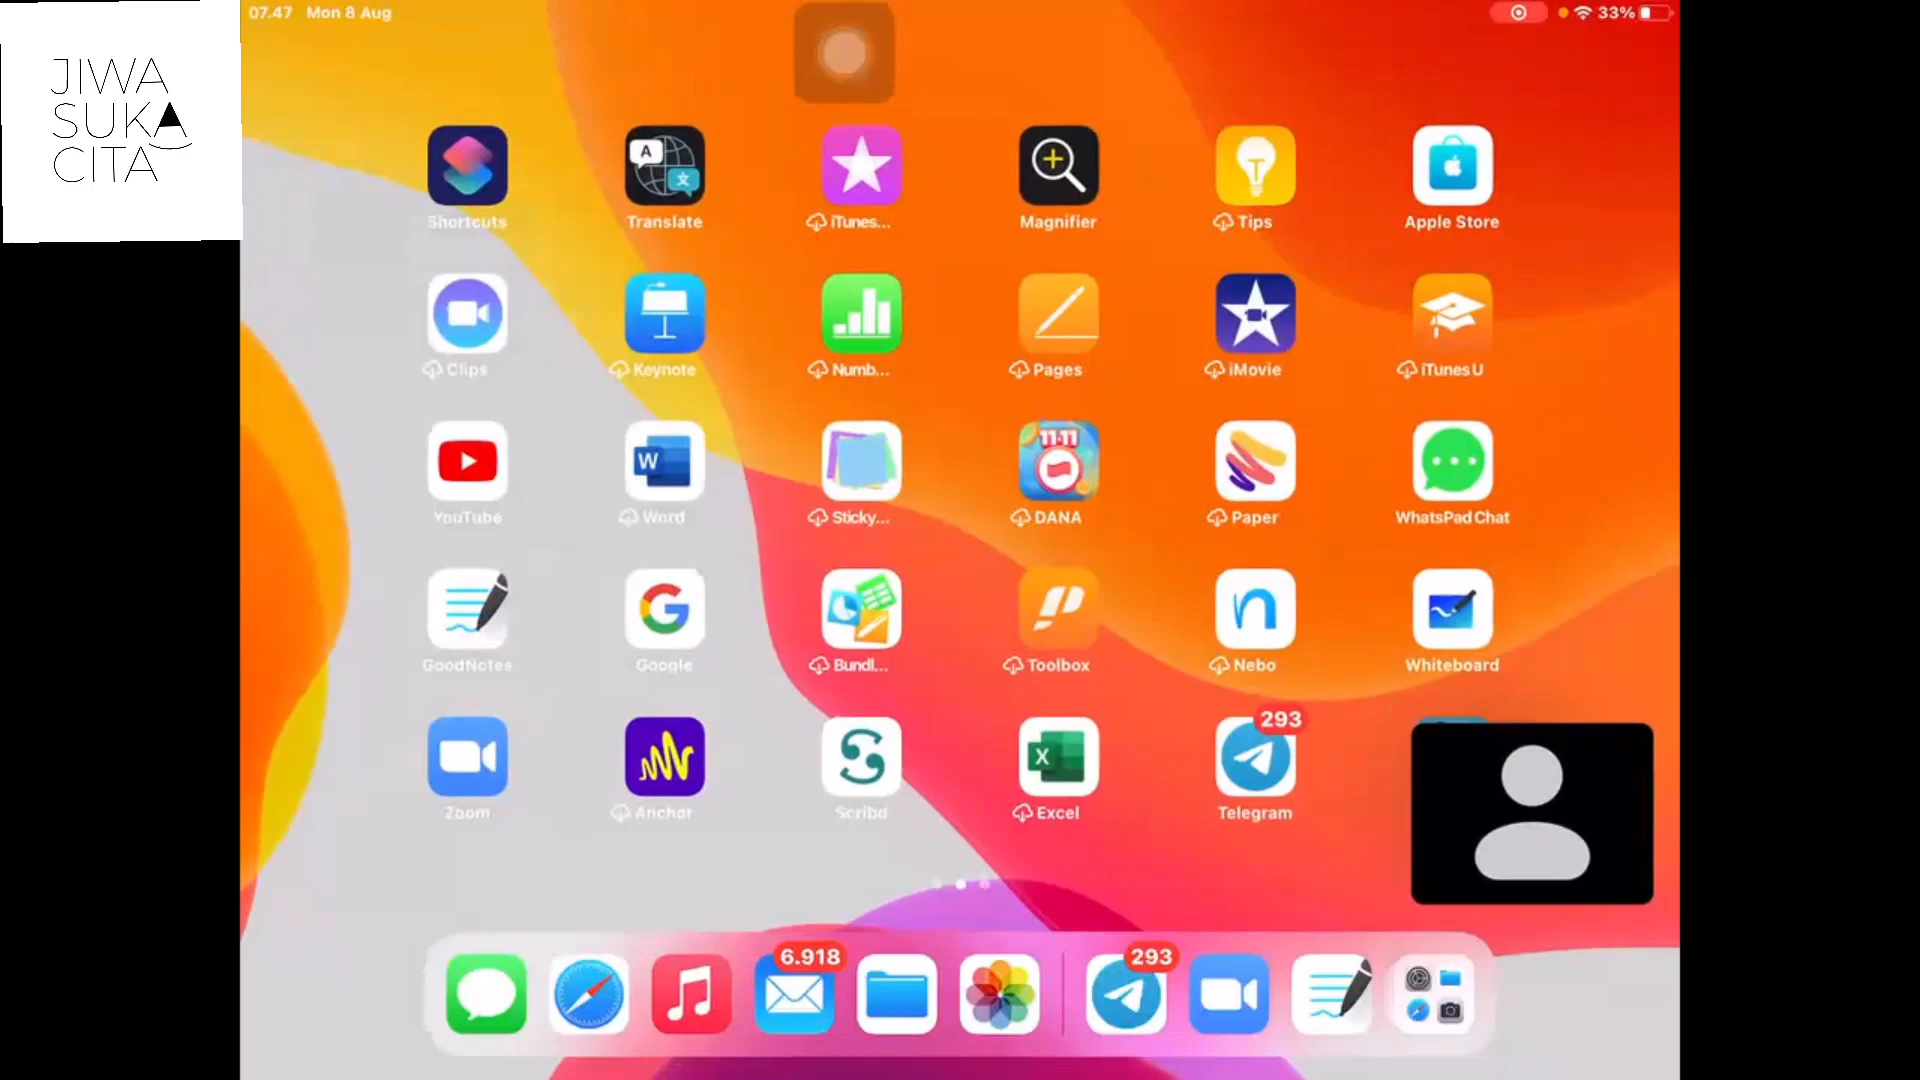 07.47 Mon 8 Aug
33%
JIWA
SUKA
CITA
Shortcuts
Translate
iTunes...
Magnifier
Tips
Apple Store
Clips
Keynote
Numb...
Pages
iMovie
iTunes U
11.11
YouTube
W
Word
Sticky...
DANA
Paper
WhatsPad Chat
GoodNotes
Google
Bundl...
Toolbox
Nebo
Whiteboard
293
Zoom
Anchor
Scribd
X
Excel
Telegram
6.918
293